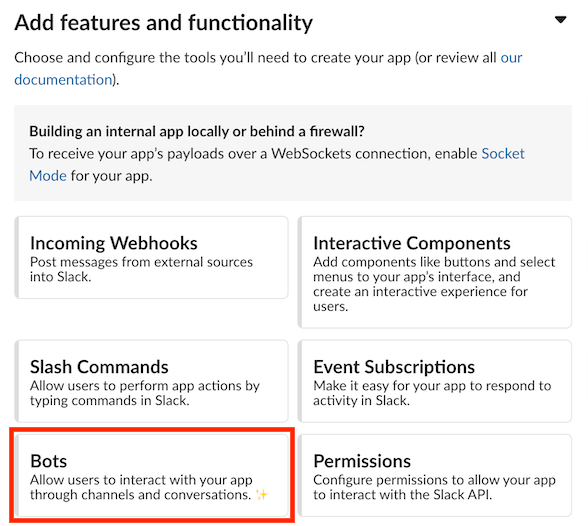 Add features and functionality
Choose and configure the tools you’ll need to create your app (or review all our
documentation).
Building an internal app locally or behind a firewall?
To receive your app’s payloads over a WebSockets connection, enable Socket
Mode for your app.
Incoming Webhooks
Post messages from external sources
into Slack.
Interactive Components
Add components like buttons and select
menus to your app’s interface, and
create an interactive experience for
users.
Slash Commands
Allow users to perform app actions by
typing commands in Slack.
Event Subscriptions
Make it easy for your app to respond to
activity in Slack.
Bots
Allow users to interact with your app
through channels and conversations. ✨
Permissions
Configure permissions to allow your app
to interact with the Slack API.